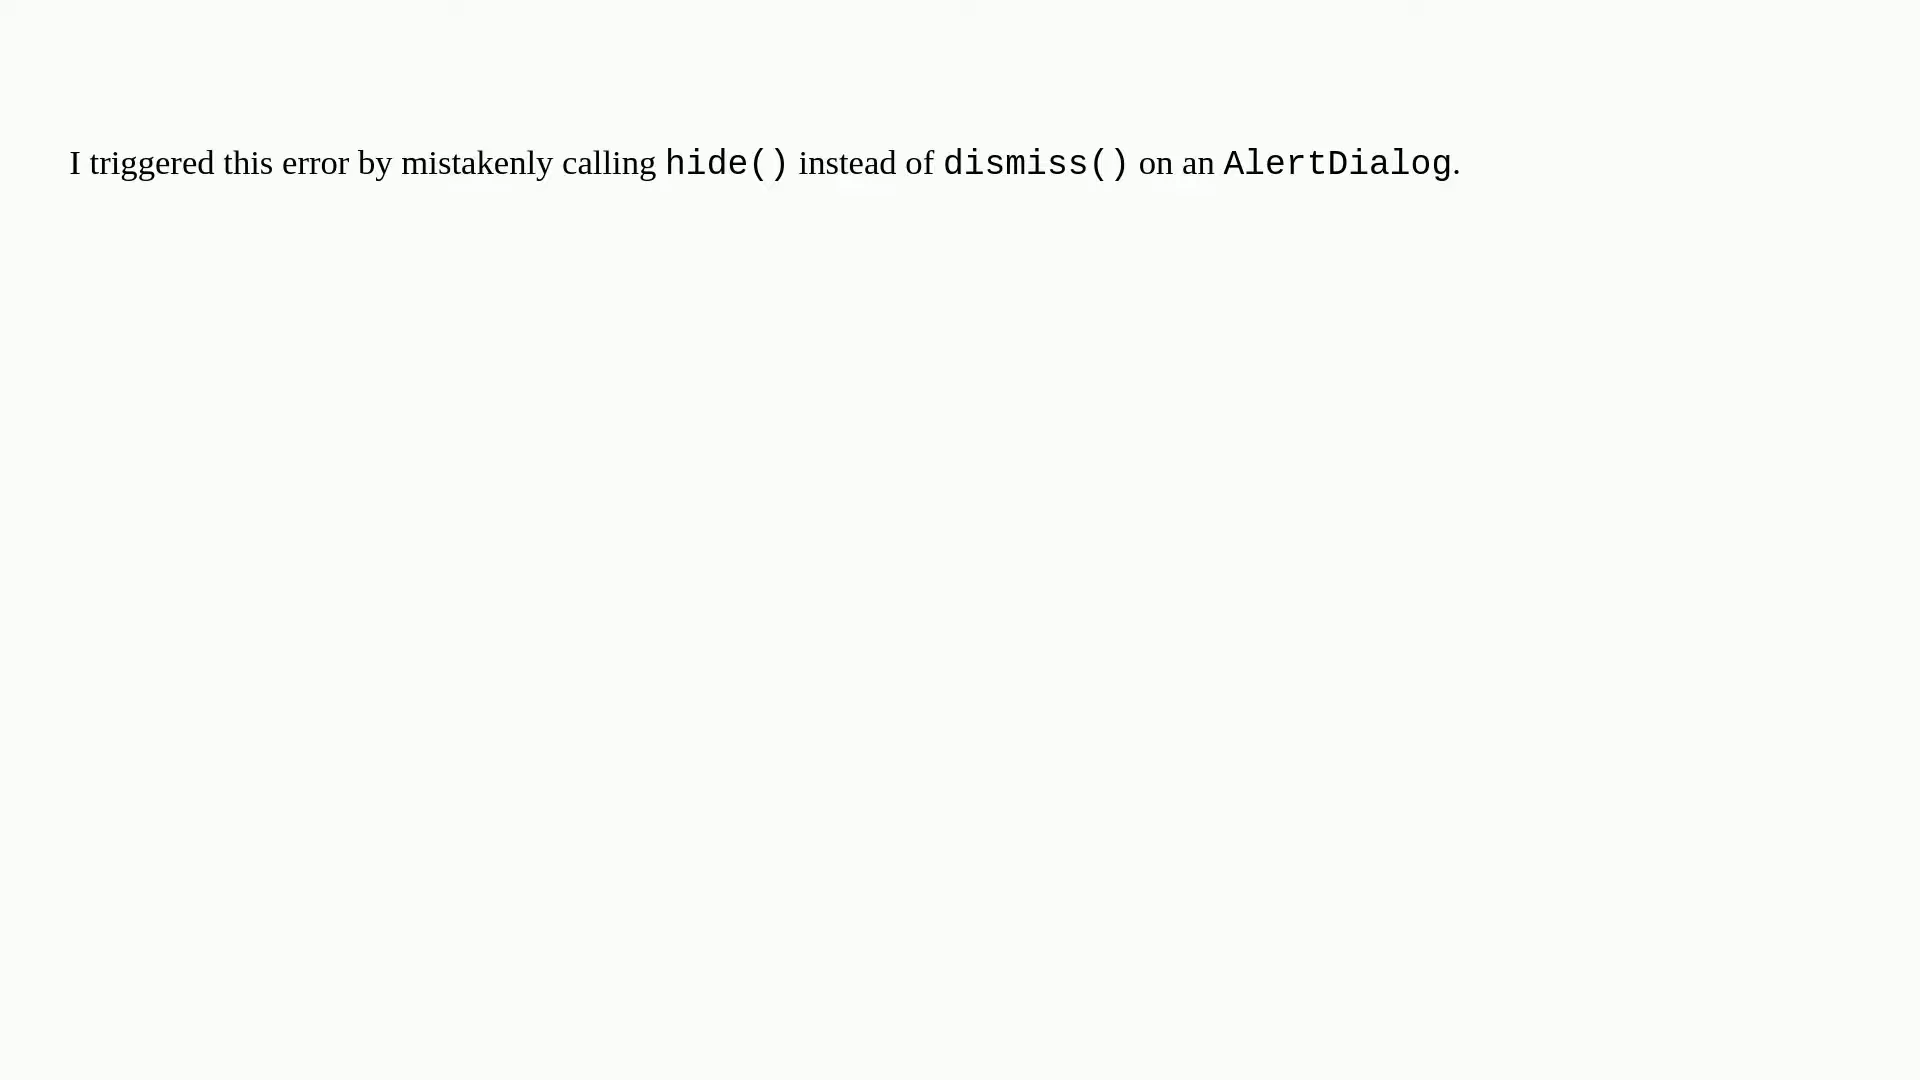 I triggered this error by mistakenly calling hide() instead of dismiss() on an AlertDialog.